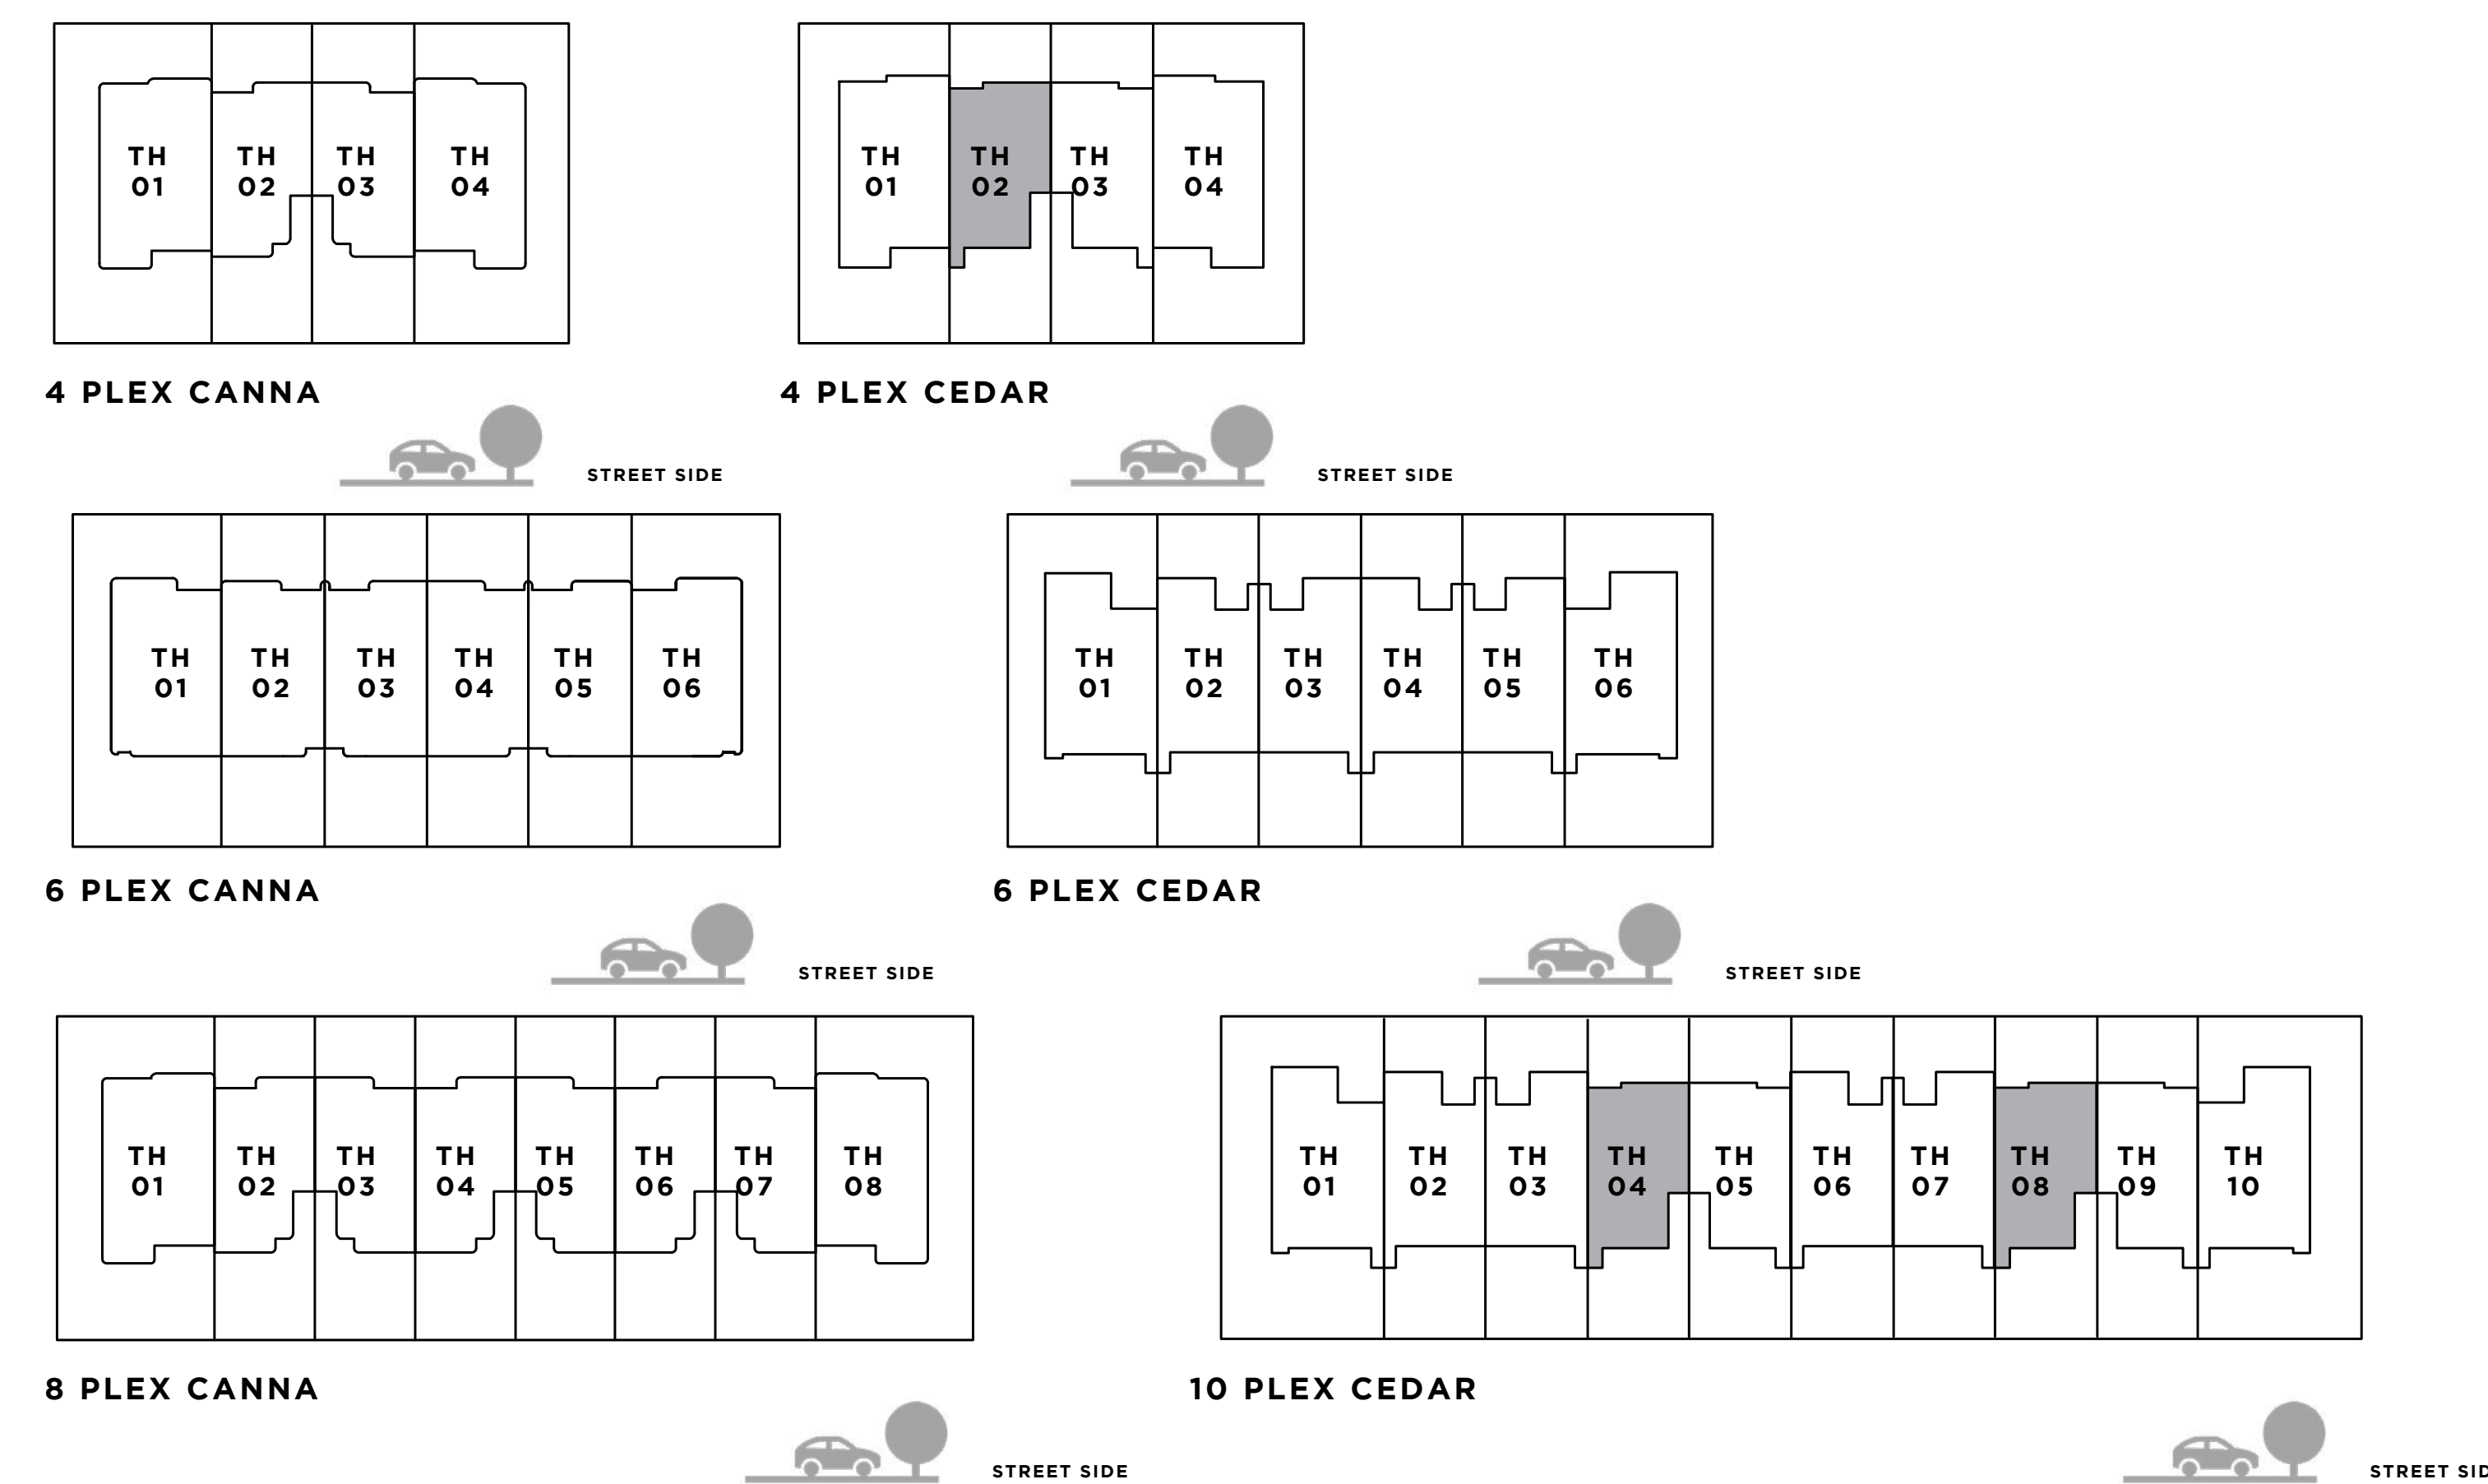 TH TH TH TH
01 02 03 04
TH TH TH TH
01 02 03 04
4 PLEX CANNA
4 PLEX CEDAR
STREET SIDE
STREET SIDE
TH TH TH TH TH TH
01 02 03 04 05 06
TH TH TH TH TH TH
01 02 03 04 05 06
6 PLEX CANNA
6 PLEX CEDAR
STREET SIDE
STREET SIDE
TH TH TH TH TH TH TH TH
01 02 03 04 05 06 07 08
TH TH TH TH TH TH TH TH TH TH
01 02 03 04 05 06 07 08 09 10
8 PLEX CANNA
10 PLEX CEDAR
STREET SIDE
STREET SID